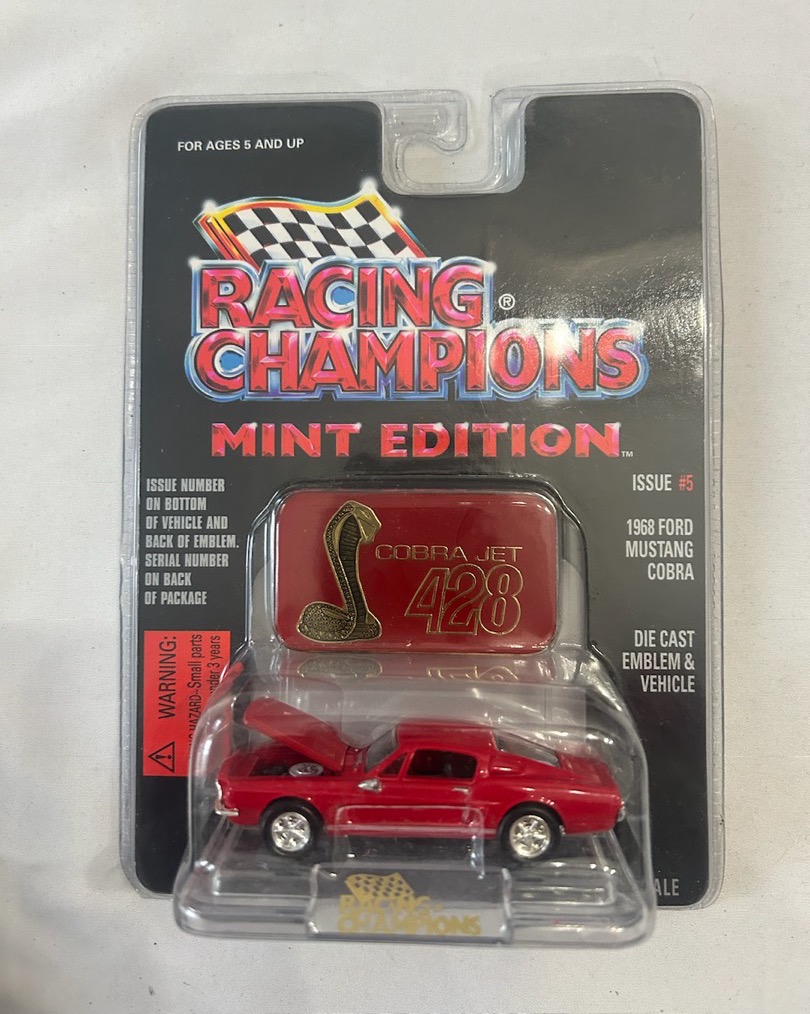 FOR AGES 5 AND UP
RACING ®
CHAMPIONS
MINT EDITION™
ISSUE NUMBER
ON BOTTOM
OF VEHICLE AND
BACK OF EMBLEM.
SERIAL NUMBER
ON BACK
OF PACKAGE
ISSUE #5
1968 FORD
MUSTANG
COBRA
COBRA JET
428
DIE CAST
EMBLEM &
VEHICLE
WARNING:
HAZARD-Small parts
3 years
RACING
CHAMPIONS